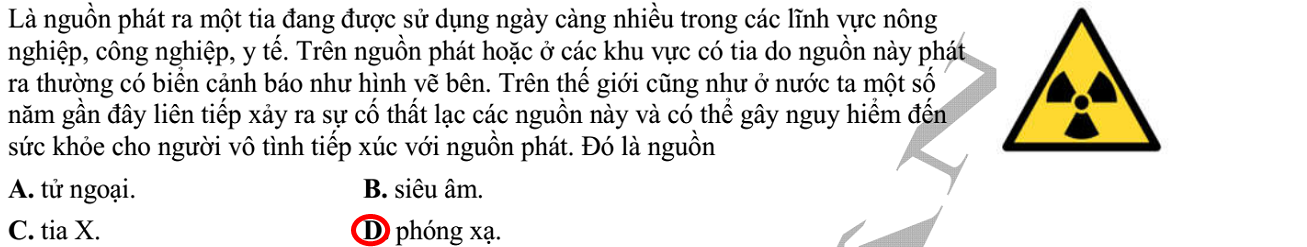 Là nguồn phát ra một tia đang được sử dụng ngày càng nhiều trong các lĩnh vực nông
nghiệp, công nghiệp, y tế. Trên nguồn phát hoặc ở các khu vực có tia do nguồn này phát
ra thường có biển cảnh báo như hình vẽ bên. Trên thế giới cũng như ở nước ta một số
năm gần đây liên tiếp xảy ra sự cố thất lạc các nguồn này và có thể gây nguy hiểm đến
sức khỏe cho người vô tình tiếp xúc với nguồn phát. Đó là nguồn
A. tử ngoại. B. siêu âm.
C. tia X. D phóng xạ.